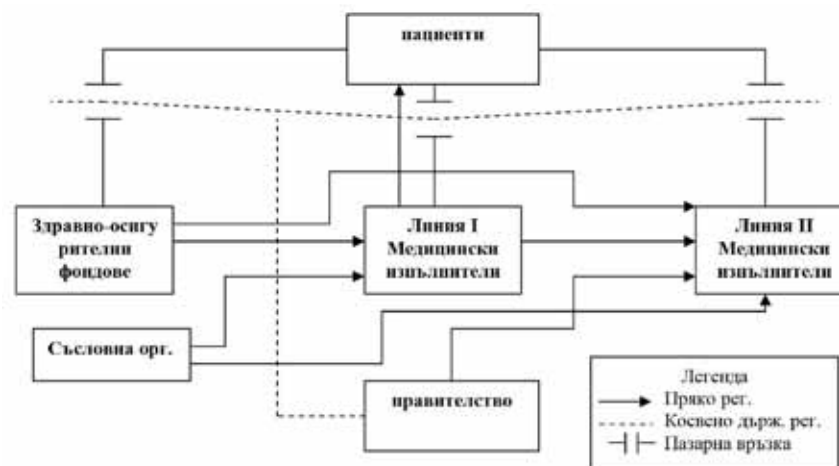 пациенти
Здравно-осигу
рителни
фондове
Линия I
Медицински
изпълнители
Линия II
Медицински
изпълнители
Съсловна орг.
правителство
Легенда
Пряко рег.
Косвено държ. рег.
Пазарна връзка